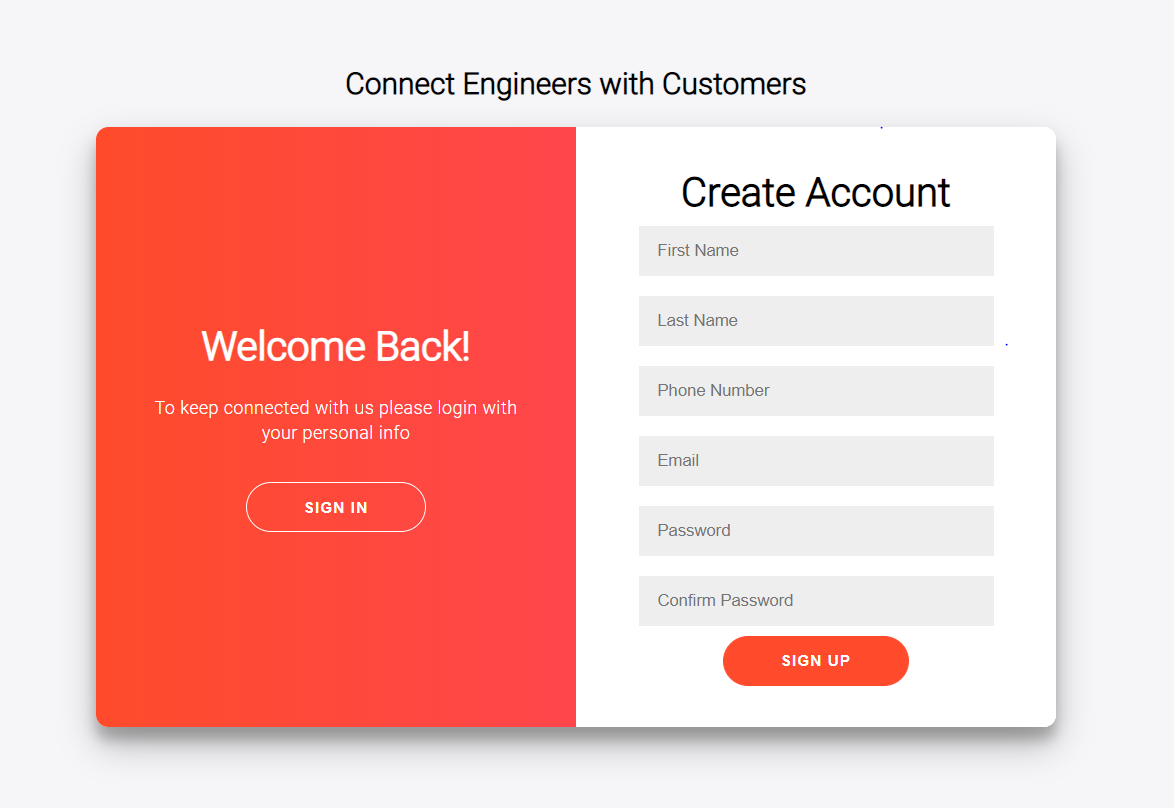 Connect Engineers with Customers
Welcome Back!
To keep connected with us please login with
your personal info
SIGN IN
Create Account
First Name
Last Name
Phone Number
Email
Password
Confirm Password
SIGN UP